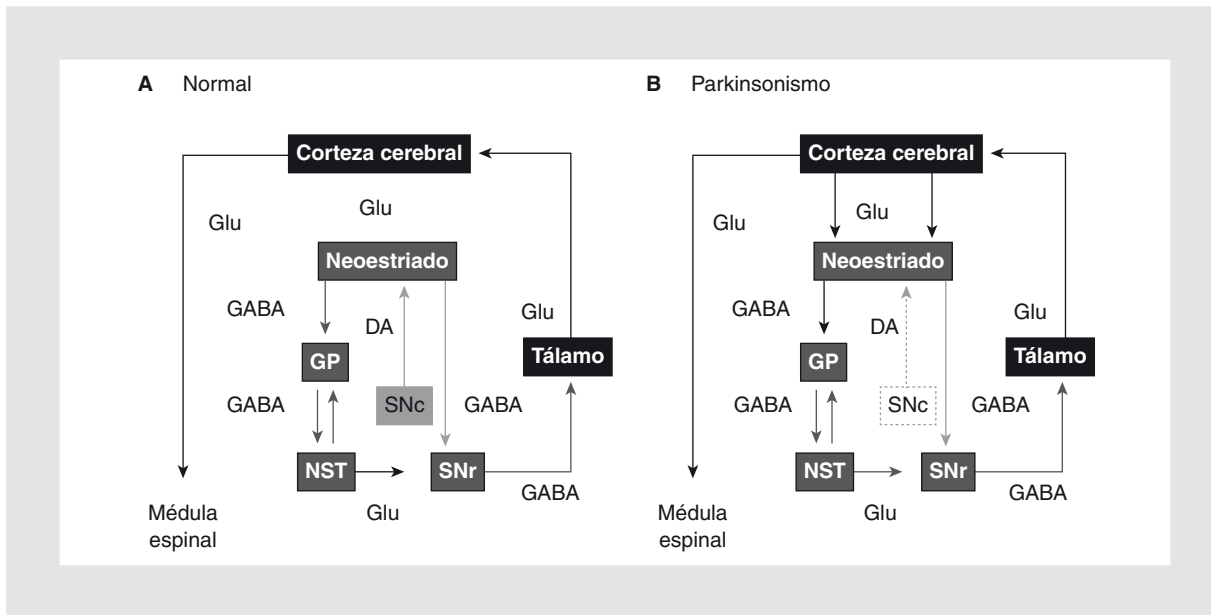 A Normal
Corteza cerebral
Glu
Glu
Neoestriado
GABA
DA
Glu
GP
Tálamo
GABA
SNc
GABA
NST
SNr
Glu
GABA
Médula
espinal
B Parkinsonismo
Corteza cerebral
Glu
Glu
Neoestriado
GABA
DA
Glu
GP
Tálamo
GABA
SNc
GABA
NST
SNr
Glu
GABA
Médula
espinal